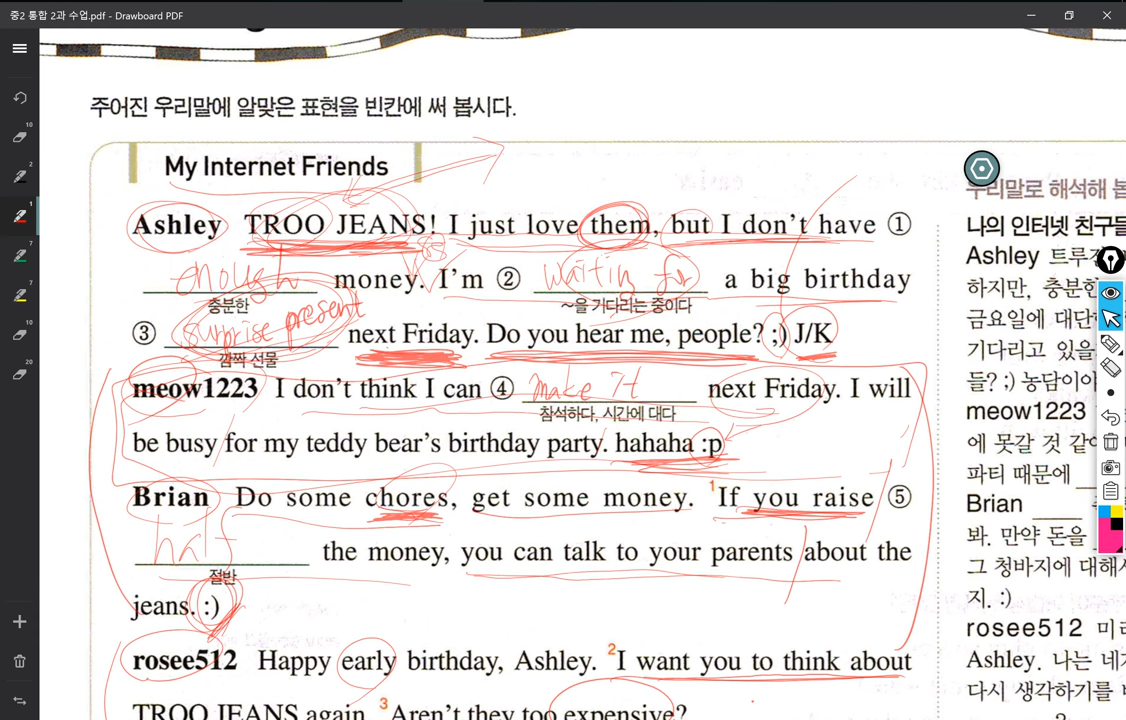 중2 통합 2과 수업.pdf - Drawboard PDF
주어진 우리말에 알맞은 표현을 빈칸에 써 봅시다.
My Internet Friends
Ashley TROO JEANS! I just love them, but I don't have ①
enough money. I'm ② waiting for a big birthday
충분한 ~을 기다리는 중이다
③ surprise present next Friday. Do you hear me, people? ;) J/K
깜짝 선물
meow1223 I don't think I can ④ make it next Friday. I will
참석하다, 시간에 대다
be busy for my teddy bear's birthday party. hahaha :p
Brian Do some chores, get some money. 1If you raise ⑤
half the money, you can talk to your parents about the
절반
jeans. :)
rosee512 Happy early birthday, Ashley. 2I want you to think about
TROO JEANS again. 3Aren't they too expensive?
우리말로 해석해
나의 인터넷 친구들
Ashley 트루
하지만, 충분한
금요일에 대단
기다리고 있을
들? ;) 농담이야
meow1223
에 못갈 것 같
파티 때문에
Brian
봐. 만약 돈을
그 청바지에 대해
지. :)
rosee512 미리
Ashley. 나는 네가
다시 생각하기를
10
2
1
7
7
10
20